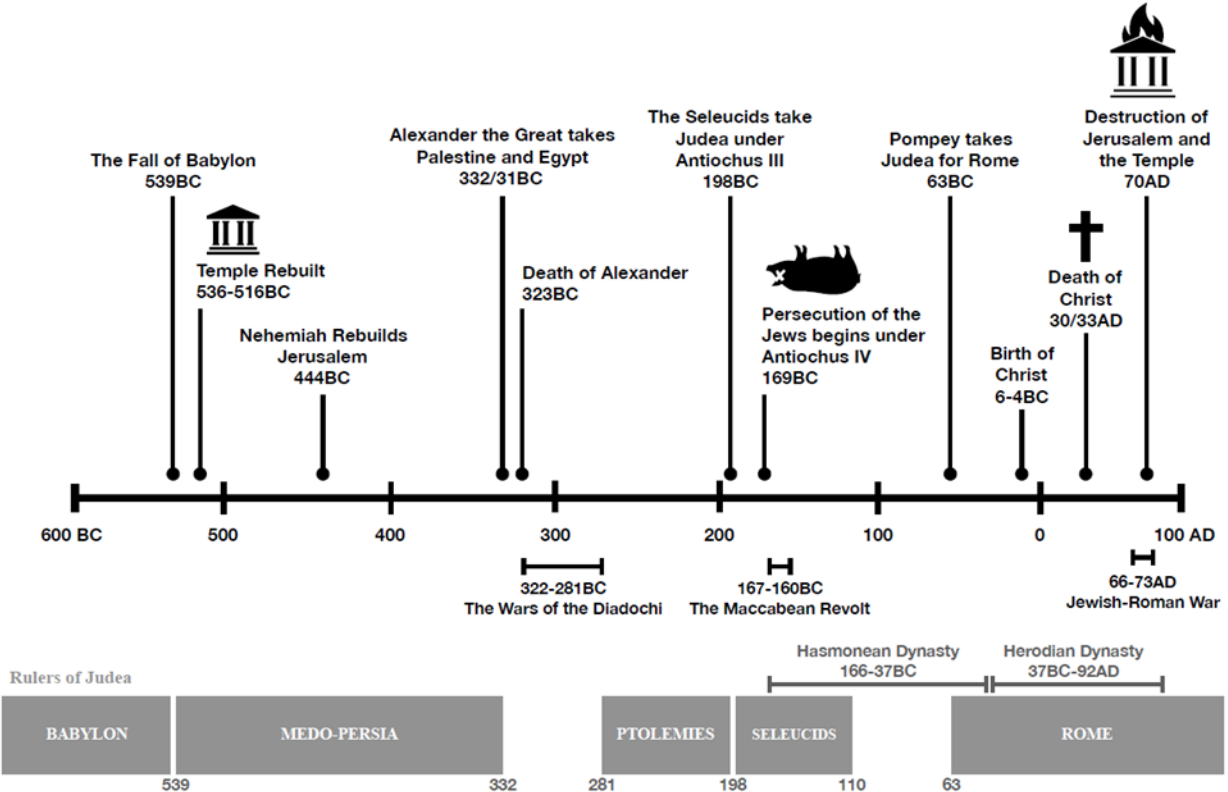 The Fall of Babylon
539BC
Temple Rebuilt
536-516BC
Nehemiah Rebuilds
Jerusalem
444BC
Alexander the Great takes
Palestine and Egypt
332/31BC
Death of Alexander
323BC
The Seleucids take
Judea under
Antiochus III
198BC
Persecution of the
Jews begins under
Antiochus IV
169BC
Pompey takes
Judea for Rome
63BC
Birth of
Christ
6-4BC
Death of
Christ
30/33AD
Destruction of
Jerusalem and
the Temple
70AD
600 BC
500
400
300
200
100
0
100 AD
322-281BC
The Wars of the Diadochi
167-160BC
The Maccabean Revolt
66-73AD
Jewish-Roman War
Hasmonean Dynasty
166-37BC
Herodian Dynasty
37BC-92AD
Rulers of Judea
BABYLON
MEDO-PERSIA
PTOLEMIES
SELEUCIDS
ROME
539
332
281
198
110
63